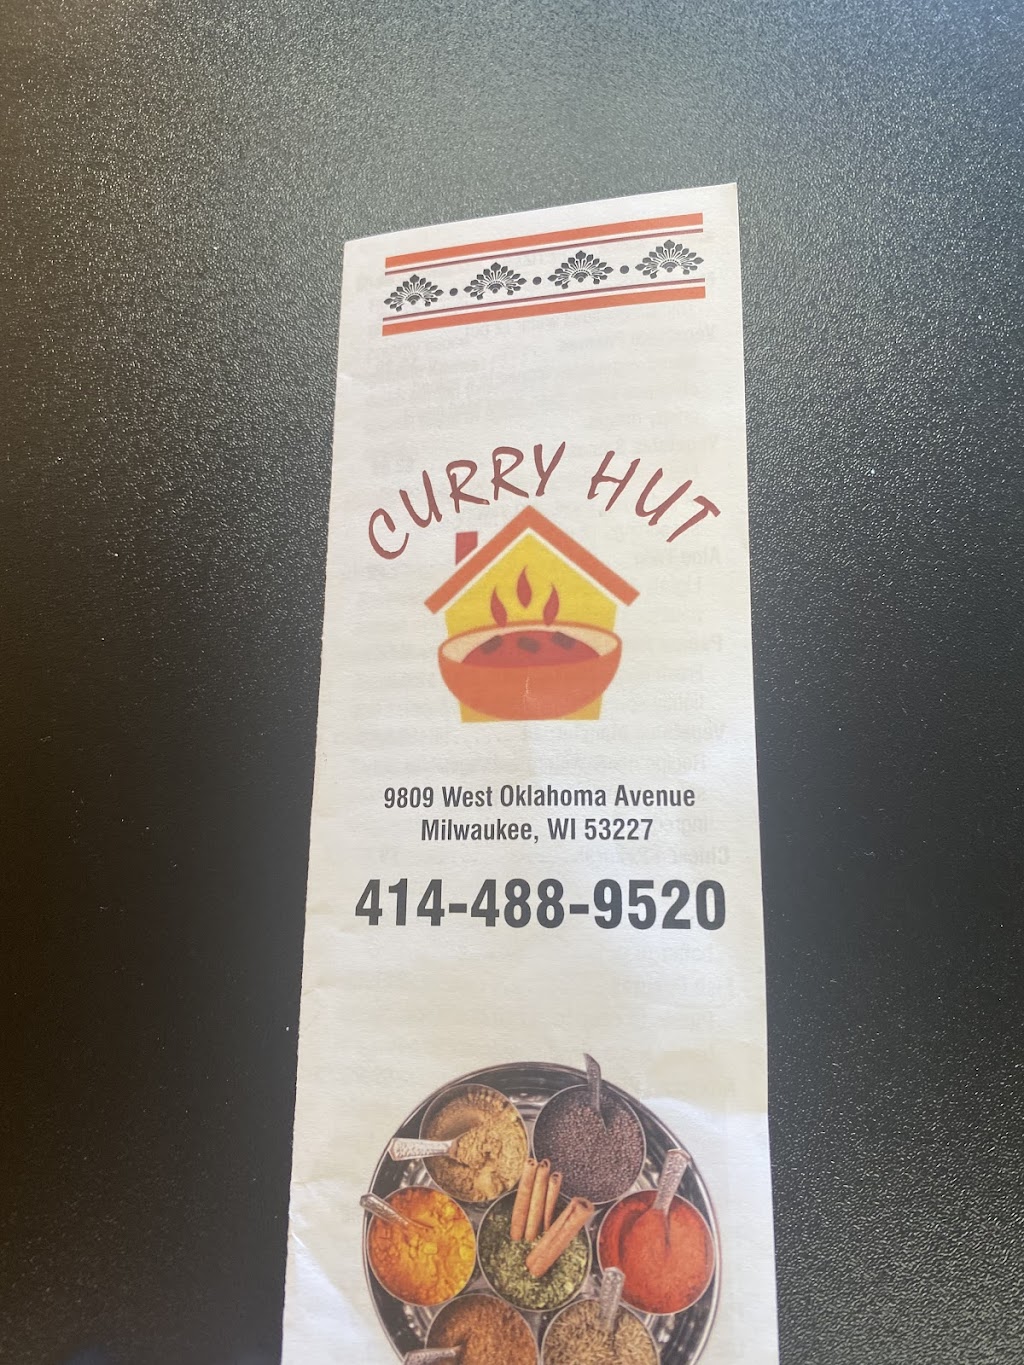 CURRY HUT
9809 West Oklahoma Avenue
Milwaukee, WI 53227
414-488-9520